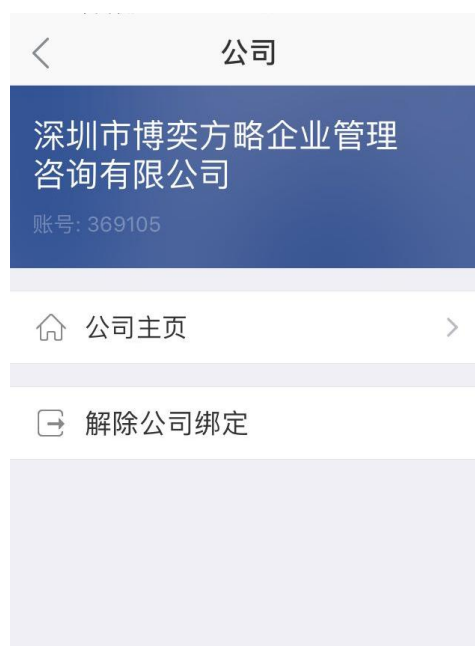 公司
深圳市博奕方略企业管理
咨询有限公司
账号: 369105
公司主页
解除公司绑定